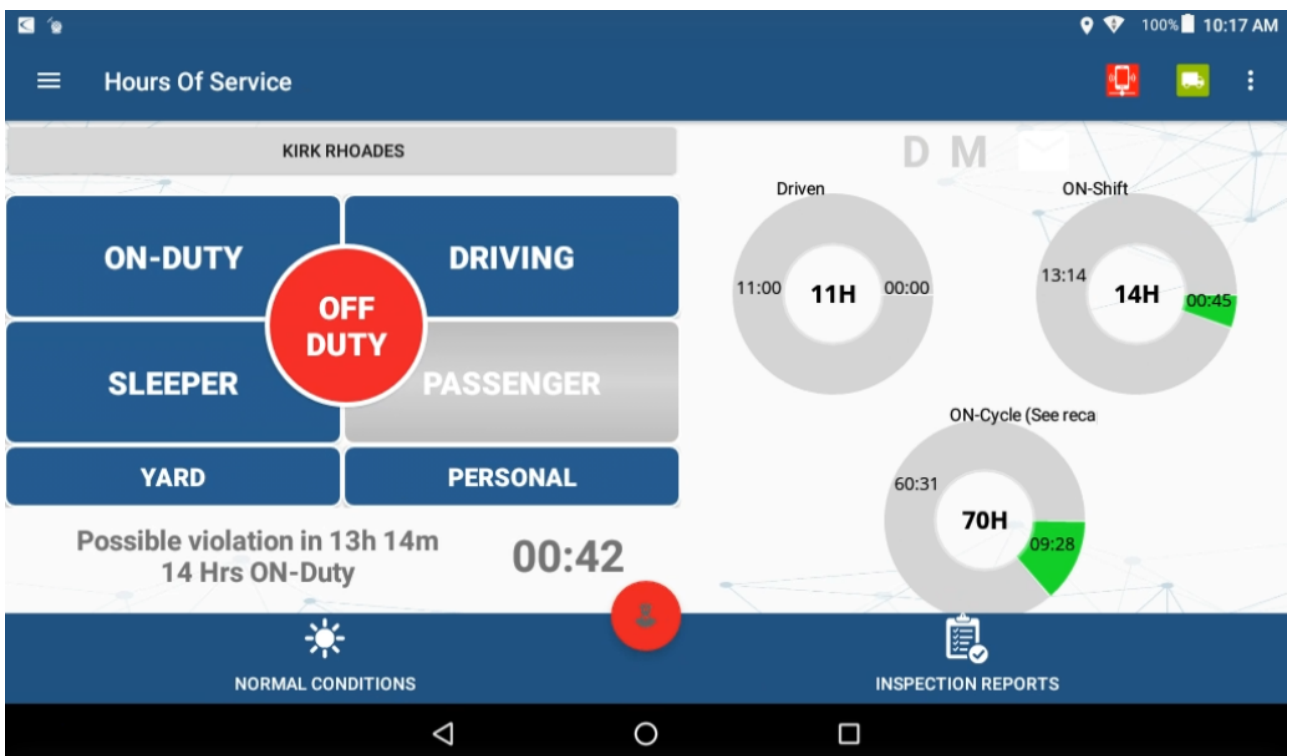 100% 10:17 AM
Hours Of Service
KIRK RHOADES
D M
ON-DUTY
DRIVING
OFF
DUTY
SLEEPER
PASSENGER
YARD
PERSONAL
Possible violation in 13h 14m
14 Hrs ON-Duty
00:42
Driven
11:00
11H
00:00
ON-Shift
13:14
14H
00:45
ON-Cycle (See reca
60:31
70H
09:28
NORMAL CONDITIONS
INSPECTION REPORTS